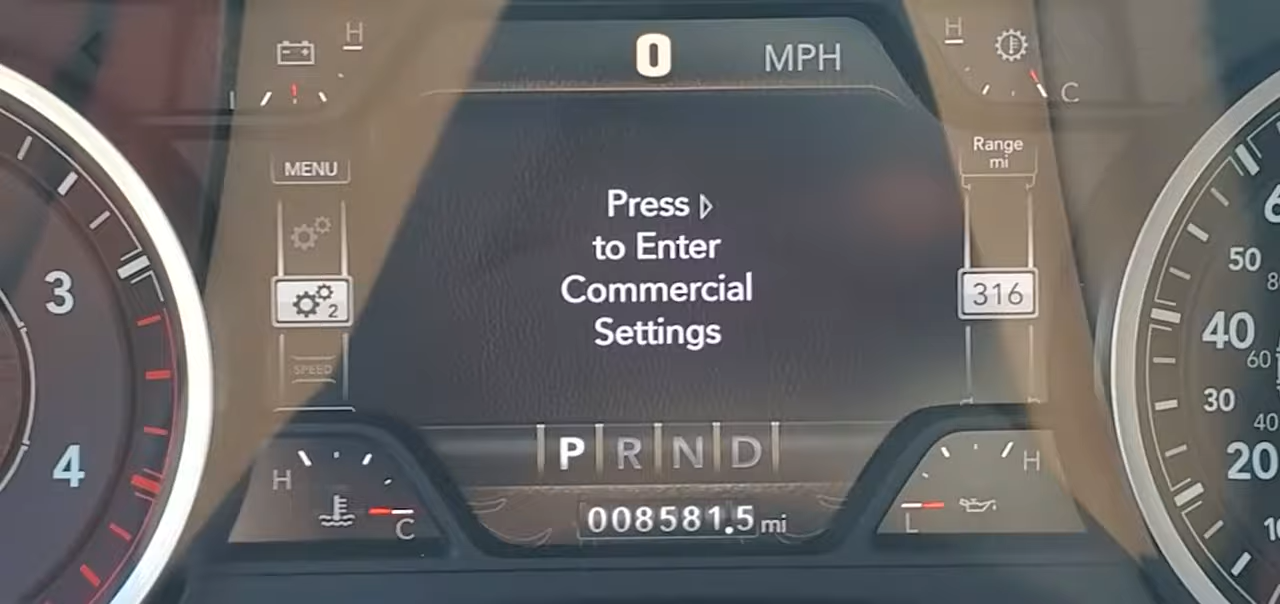 H
0 MPH
H
C
MENU
Range
mi
Press ▷
to Enter
Commercial
Settings
2
316
SPEED
3
4
50
40
60
30
40
20
P R N D
H
C
008581.5 mi
H
L